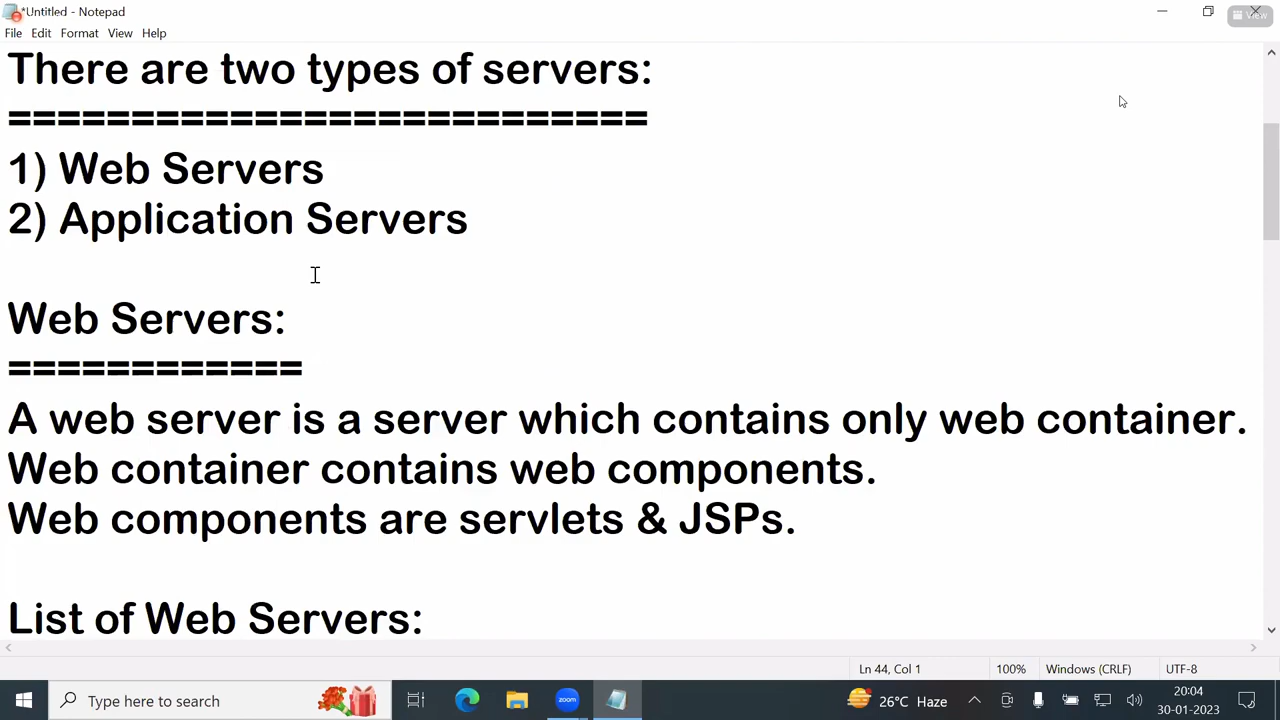 *Untitled - Notepad
View
File Edit Format View Help
There are two types of servers:
==========================
1) Web Servers
2) Application Servers
Web Servers:
============
A web server is a server which contains only web container.
Web container contains web components.
Web components are servlets & JSPs.
List of Web Servers:
Ln 44, Col 1 100% Windows (CRLF) UTF-8
Type here to search zoom 26°C Haze 20:04
30-01-2023